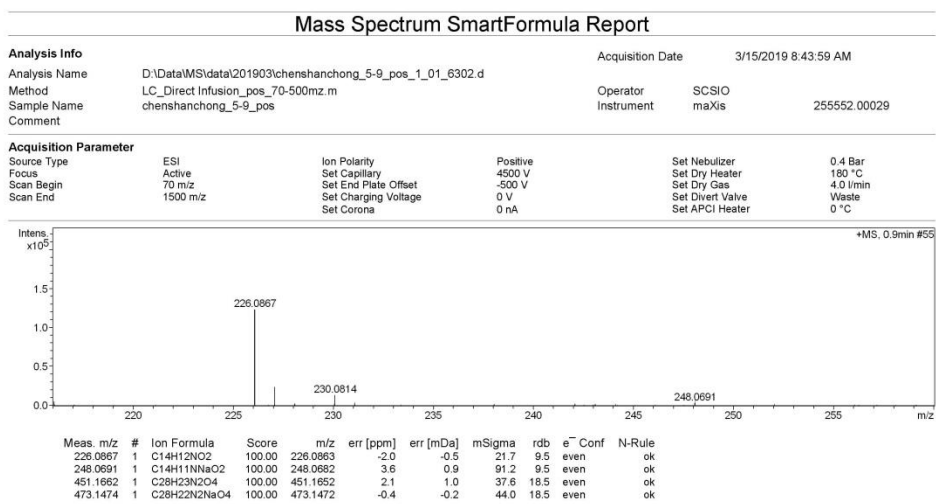 Mass Spectrum SmartFormula Report
Analysis Info Acquisition Date 3/15/2019 8:43:59 AM
Analysis Name D:\Data\MS\data\201903\chenshanchong_5-9_pos_1_01_6302.d
Method LC_Direct Infusion_pos_70-500mz.m Operator SCSIO
Sample Name chenshanchong_5-9_pos Instrument maXis 255552.00029
Comment
Acquisition Parameter
Source Type ESI Ion Polarity Positive Set Nebulizer 0.4 Bar
Focus Active Set Capillary 4500 V Set Dry Heater 180 °C
Scan Begin 70 m/z Set End Plate Offset -500 V Set Dry Gas 4.0 l/min
Scan End 1500 m/z Set Charging Voltage 0 V Set Divert Valve Waste
Set Corona 0 nA Set APCI Heater 0 °C
Intens. +MS, 0.9min #55
x10⁵
1.5
226.0867
1.0
0.5
230.0814
248.0691
0.0
220 225 230 235 240 245 250 255 m/z
Meas. m/z # Ion Formula Score m/z err [ppm] err [mDa] mSigma rdb e⁻ Conf N-Rule
226.0867 1 C14H12NO2 100.00 226.0863 -2.0 -0.5 21.7 9.5 even ok
248.0691 1 C14H11NNaO2 100.00 248.0682 3.6 0.9 91.2 9.5 even ok
451.1662 1 C28H23N2O4 100.00 451.1652 2.1 1.0 37.6 18.5 even ok
473.1474 1 C28H22N2NaO4 100.00 473.1472 -0.4 -0.2 44.0 18.5 even ok